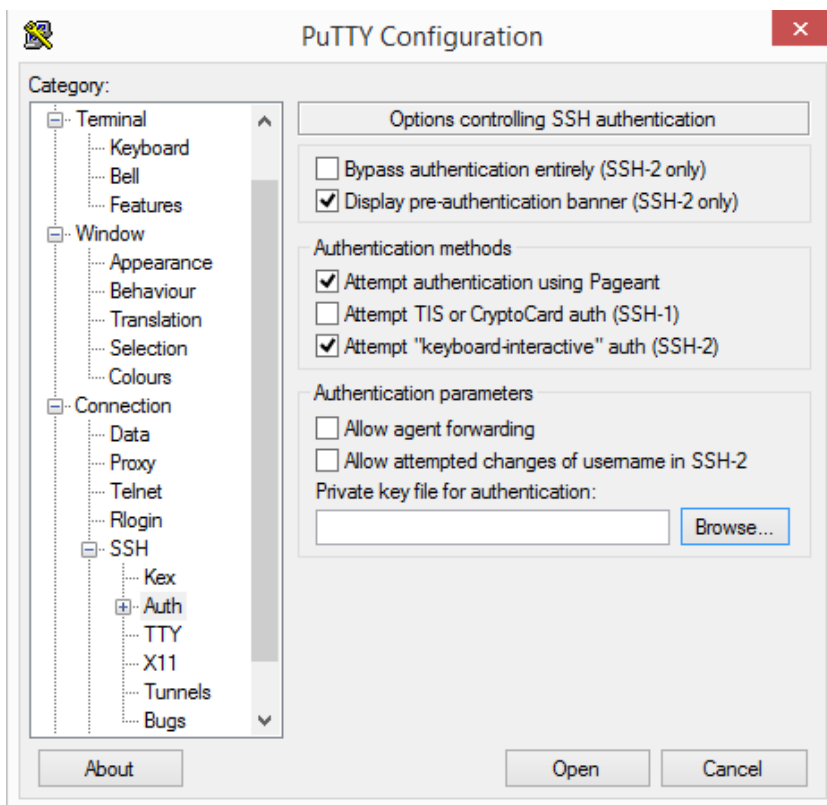 PuTTY Configuration
Category:
Terminal
Keyboard
Bell
Features
Window
Appearance
Behaviour
Translation
Selection
Colours
Connection
Data
Proxy
Telnet
Rlogin
SSH
Kex
Auth
TTY
X11
Tunnels
Bugs
Options controlling SSH authentication
Bypass authentication entirely (SSH-2 only)
Display pre-authentication banner (SSH-2 only)
Authentication methods
Attempt authentication using Pageant
Attempt TIS or CryptoCard auth (SSH-1)
Attempt "keyboard-interactive" auth (SSH-2)
Authentication parameters
Allow agent forwarding
Allow attempted changes of username in SSH-2
Private key file for authentication:
Browse...
About
Open
Cancel